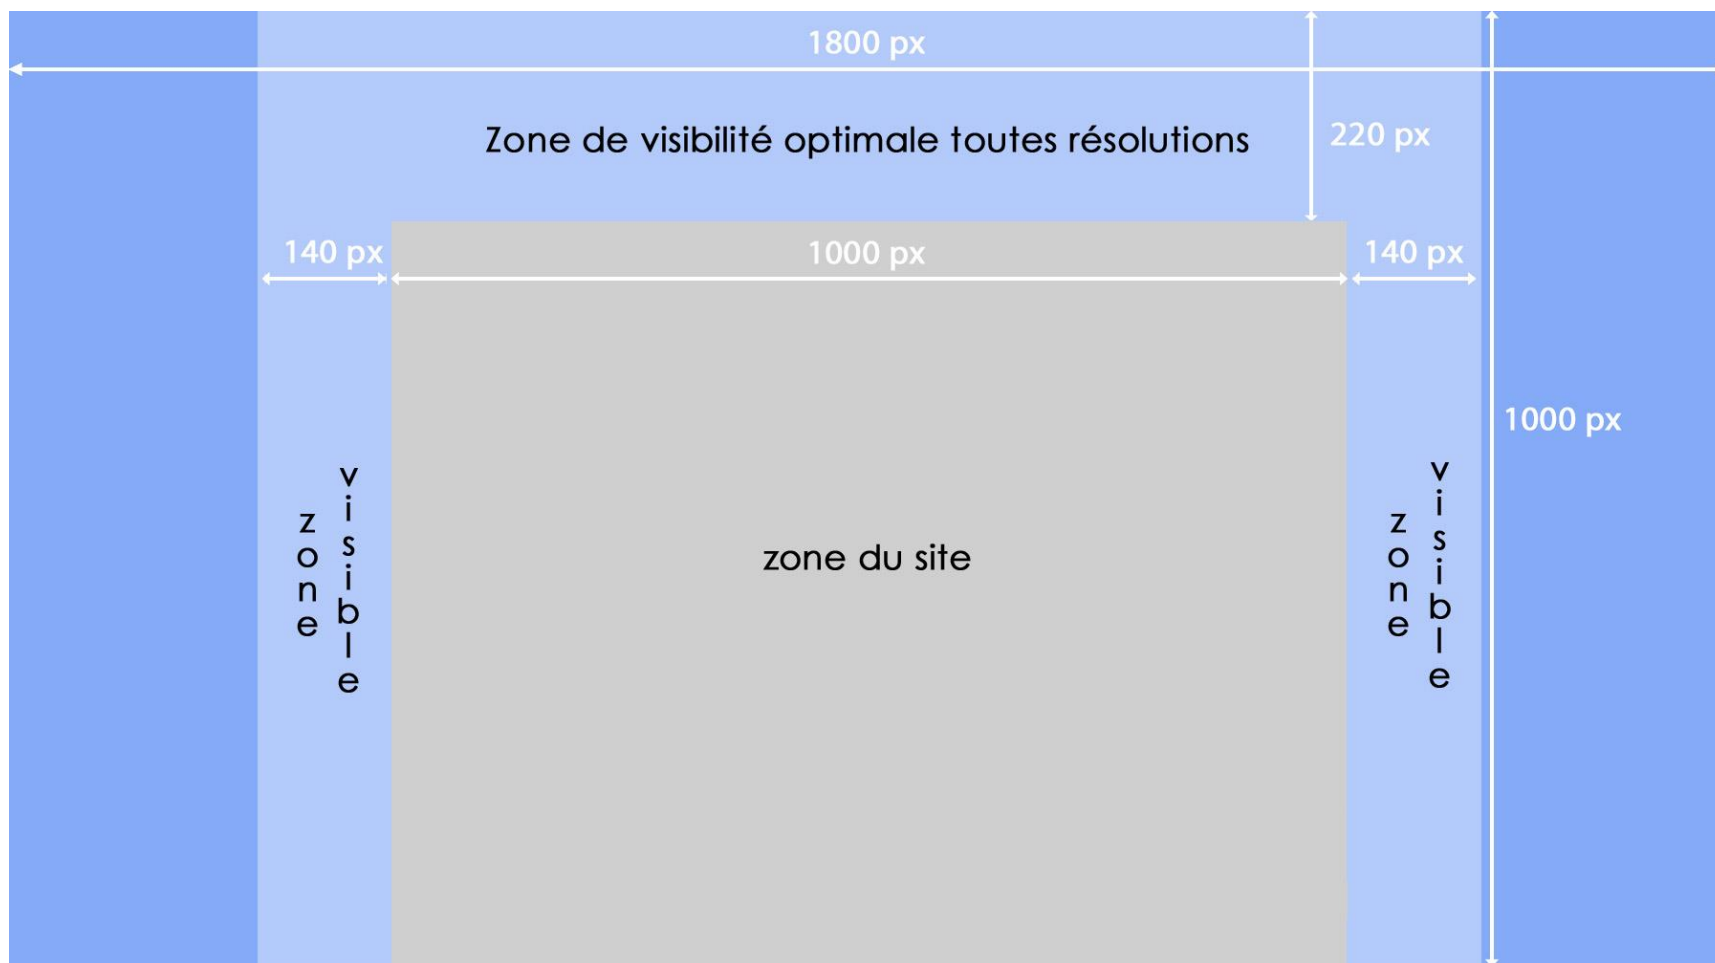 1800 px
Zone de visibilité optimale toutes résolutions
220 px
140 px
1000 px
140 px
1000 px
zone
visible
zone du site
zone
visible